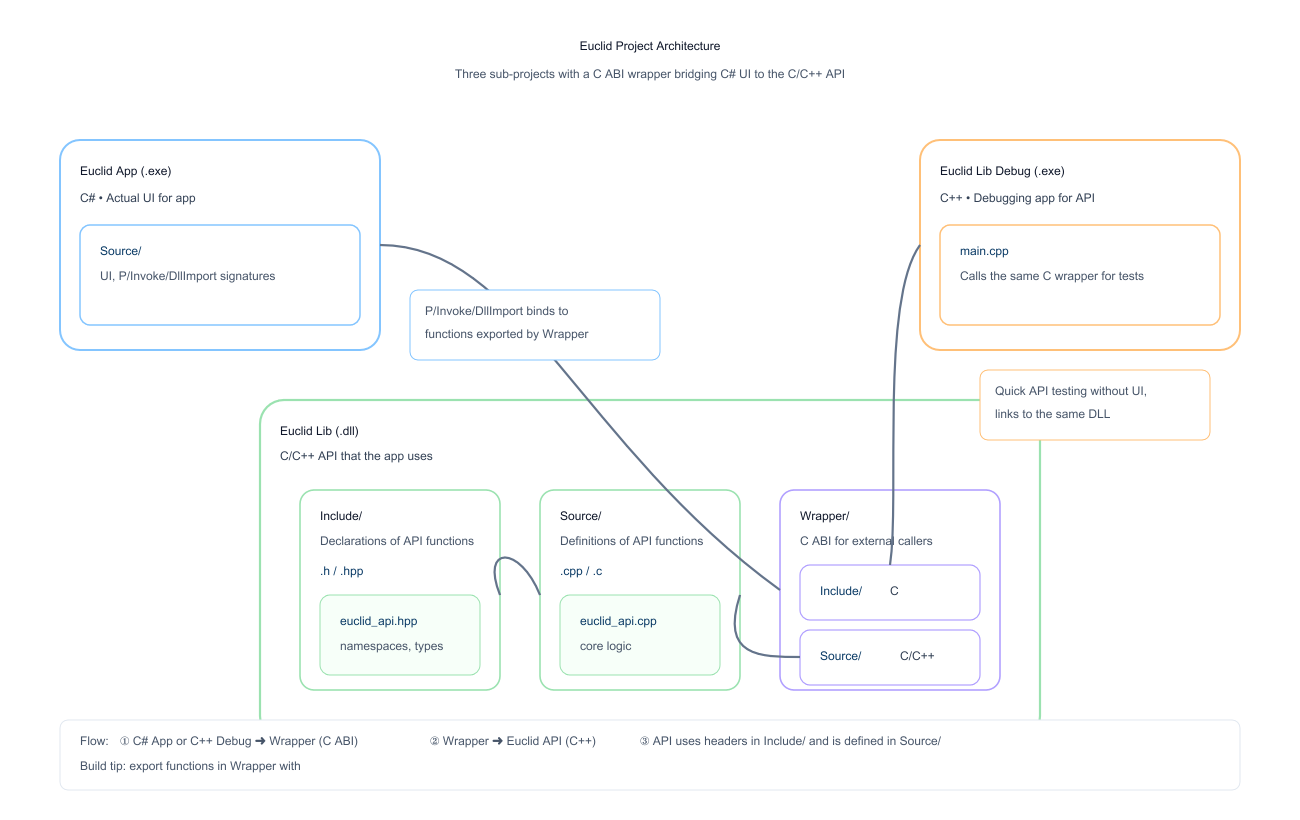 Euclid Project Architecture
Three sub-projects with a C ABI wrapper bridging C# UI to the C/C++ API
Euclid App (.exe)
C# • Actual UI for app
Source/
UI, P/Invoke/DllImport signatures
Euclid Lib Debug (.exe)
C++ • Debugging app for API
main.cpp
Calls the same C wrapper for tests
P/Invoke/DllImport binds to
functions exported by Wrapper
Quick API testing without UI,
links to the same DLL
Euclid Lib (.dll)
C/C++ API that the app uses
Include/
Declarations of API functions
.h / .hpp
euclid_api.hpp
namespaces, types
Source/
Definitions of API functions
.cpp / .c
euclid_api.cpp
core logic
Wrapper/
C ABI for external callers
Include/ C
Source/ C/C++
Flow: ① C# App or C++ Debug ➜ Wrapper (C ABI) ② Wrapper ➜ Euclid API (C++) ③ API uses headers in Include/ and is defined in Source/
Build tip: export functions in Wrapper with